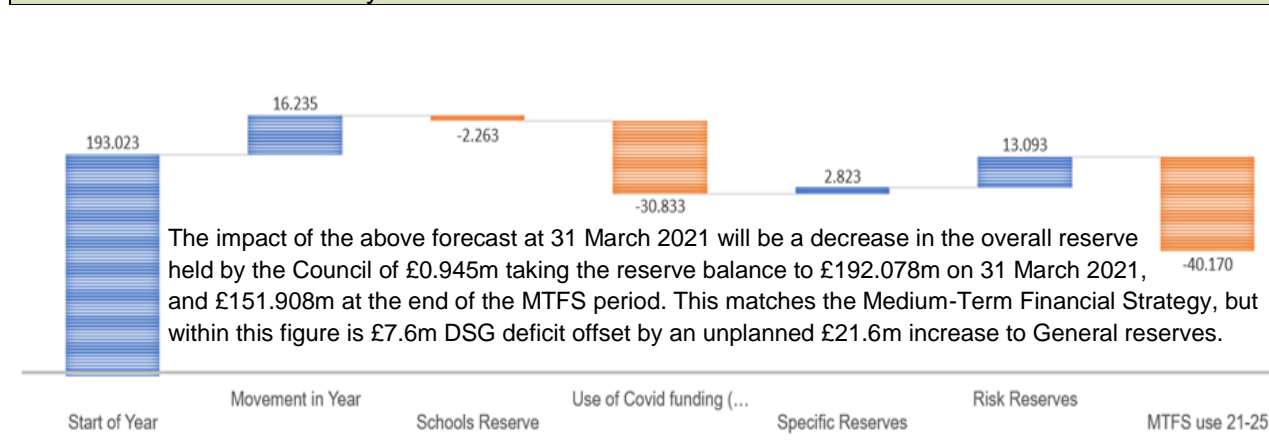 16.235
193.023
-2.263
13.093
2.823
-30.833
The impact of the above forecast at 31 March 2021 will be a decrease in the overall reserve
held by the Council of £0.945m taking the reserve balance to £192.078m on 31 March 2021,
-40.170
and £151.908m at the end of the MTFS period. This matches the Medium-Term Financial Strategy, but
within this figure is £7.6m DSG deficit offset by an unplanned £21.6m increase to General reserves.
Movement in Year Use of Covid funding (... Risk Reserves
Start of Year Schools Reserve Specific Reserves MTFS use 21-25